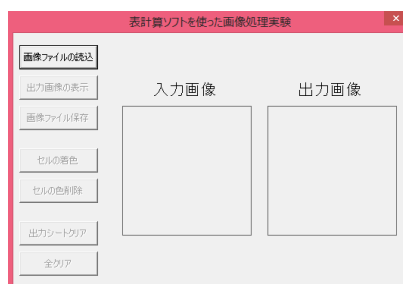 表計算ソフトを使った画像処理実験
画像ファイルの読込
出力画像の表示
画像ファイル保存
セルの着色
セルの色削除
出力シートクリア
全クリア
入力画像
出力画像